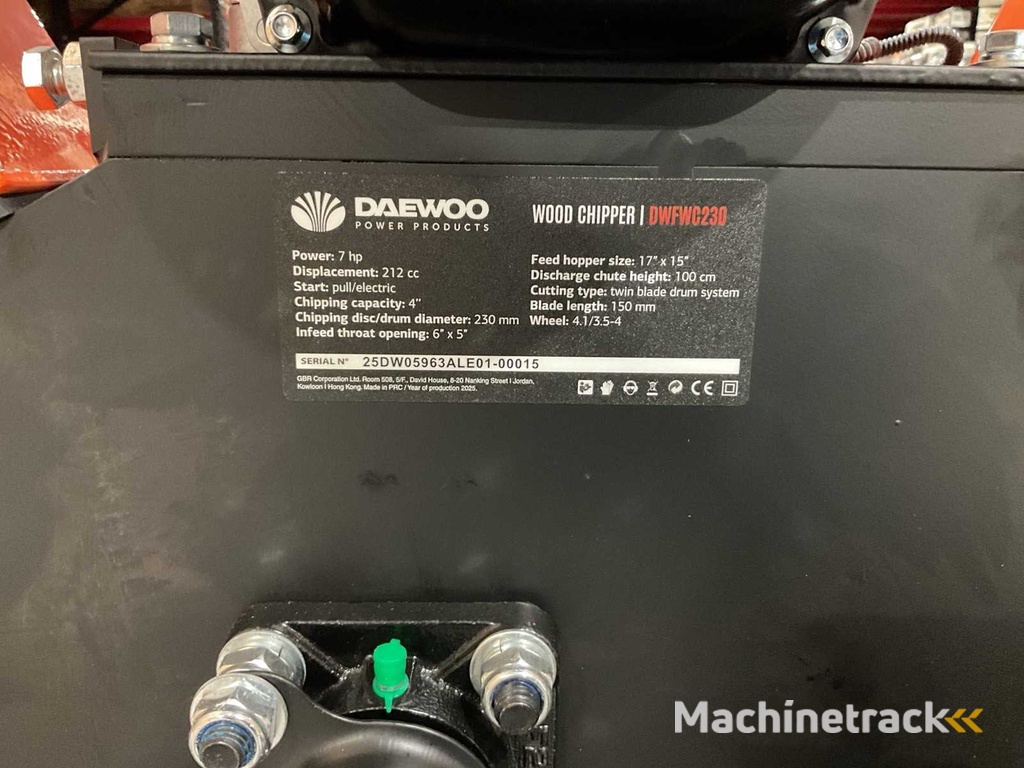 DAEWOO
POWER PRODUCTS
WOOD CHIPPER | DWFWC230
Power: 7 hp
Displacement: 212 cc
Start: pull/electric
Chipping capacity: 4"
Chipping disc/drum diameter: 230 mm
Infeed throat opening: 6" x 5"
Feed hopper size: 17" x 15"
Discharge chute height: 100 cm
Cutting type: twin blade drum system
Blade length: 150 mm
Wheel: 4.1/3.5-4
SERIAL N° 25DW05963ALE01-00015
GBR Corporation Ltd. Room 508, 5/F., David House, 8-20 Nanking Street I Jordan,
Kowloon I Hong Kong. Made in PRC / Year of production 2025.
CE
Machinetrack